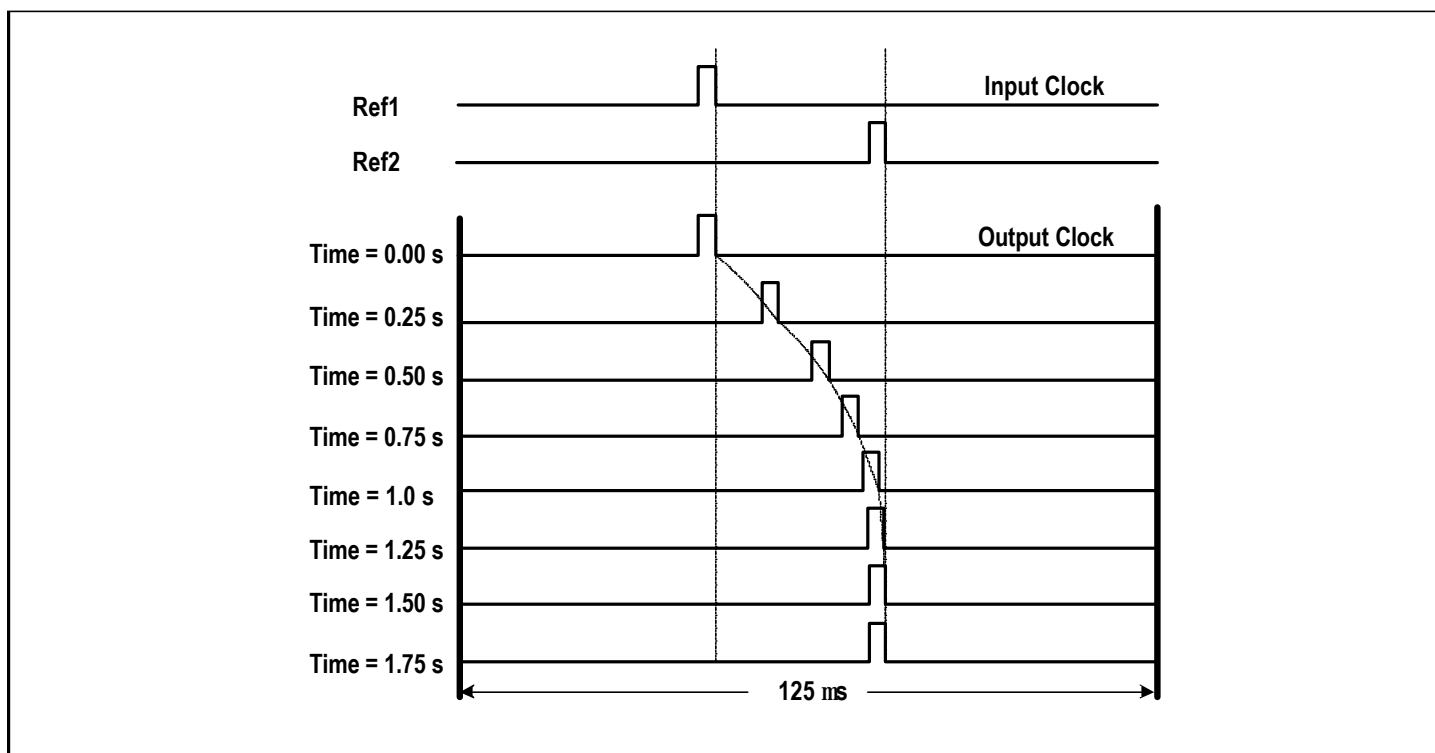 Input Clock
Ref1
Ref2
Output Clock
Time = 0.00 s
Time = 0.25 s
Time = 0.50 s
Time = 0.75 s
Time = 1.0 s
Time = 1.25 s
Time = 1.50 s
Time = 1.75 s
125 ms